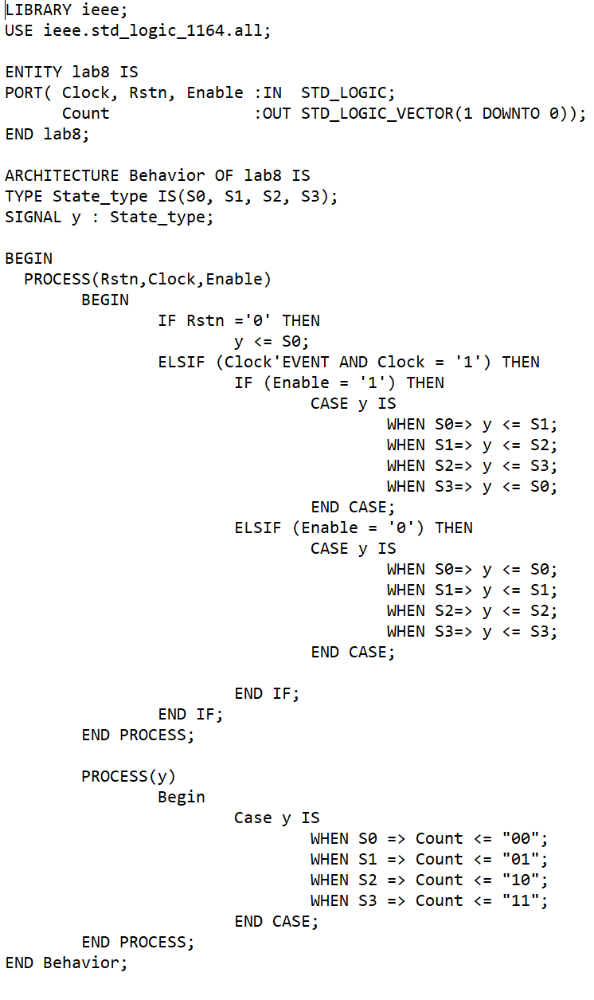 LIBRARY ieee;
USE ieee.std_logic_1164.all;

ENTITY lab8 IS
PORT( Clock, Rstn, Enable :IN  STD_LOGIC;
      Count               :OUT STD_LOGIC_VECTOR(1 DOWNTO 0));
END lab8;

ARCHITECTURE Behavior OF lab8 IS
TYPE State_type IS(S0, S1, S2, S3);
SIGNAL y : State_type;

BEGIN
  PROCESS(Rstn,Clock,Enable)
        BEGIN
                IF Rstn ='0' THEN
                        y <= S0;
                ELSIF (Clock'EVENT AND Clock = '1') THEN
                        IF (Enable = '1') THEN
                                CASE y IS
                                        WHEN S0=> y <= S1;
                                        WHEN S1=> y <= S2;
                                        WHEN S2=> y <= S3;
                                        WHEN S3=> y <= S0;
                                END CASE;
                        ELSIF (Enable = '0') THEN
                                CASE y IS
                                        WHEN S0=> y <= S0;
                                        WHEN S1=> y <= S1;
                                        WHEN S2=> y <= S2;
                                        WHEN S3=> y <= S3;
                                END CASE;

                        END IF;
                END IF;
        END PROCESS;

        PROCESS(y)
                Begin
                        Case y IS
                                WHEN S0 => Count <= "00";
                                WHEN S1 => Count <= "01";
                                WHEN S2 => Count <= "10";
                                WHEN S3 => Count <= "11";
                        END CASE;
        END PROCESS;
END Behavior;